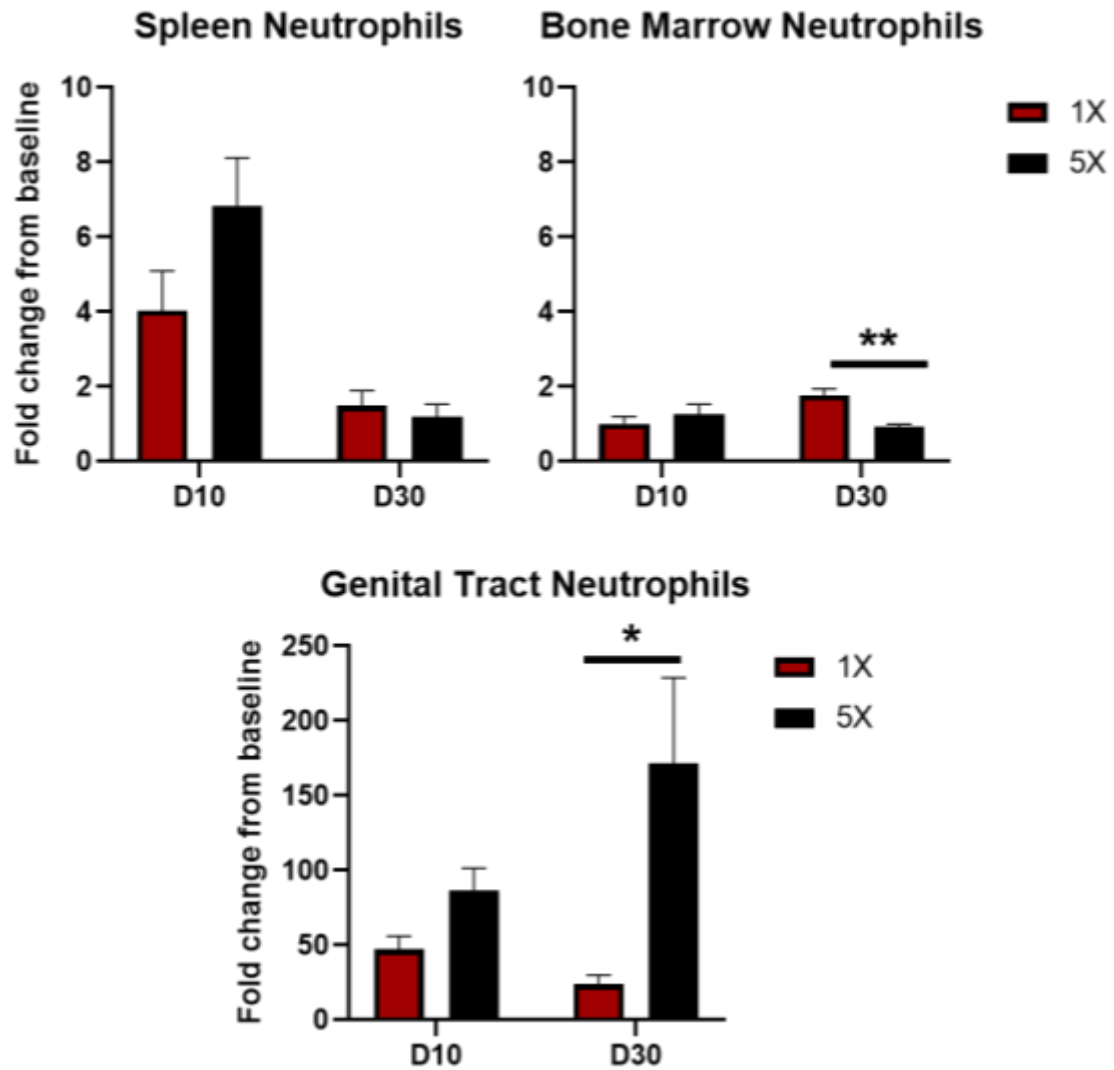 Spleen Neutrophils
Fold change from baseline
10
8
6
4
2
0
D10 D30
Bone Marrow Neutrophils
10
8
6
4
2
0
**
D10 D30
1X
5X
Genital Tract Neutrophils
Fold change from baseline
250
200
150
100
50
0
*
D10 D30
1X
5X